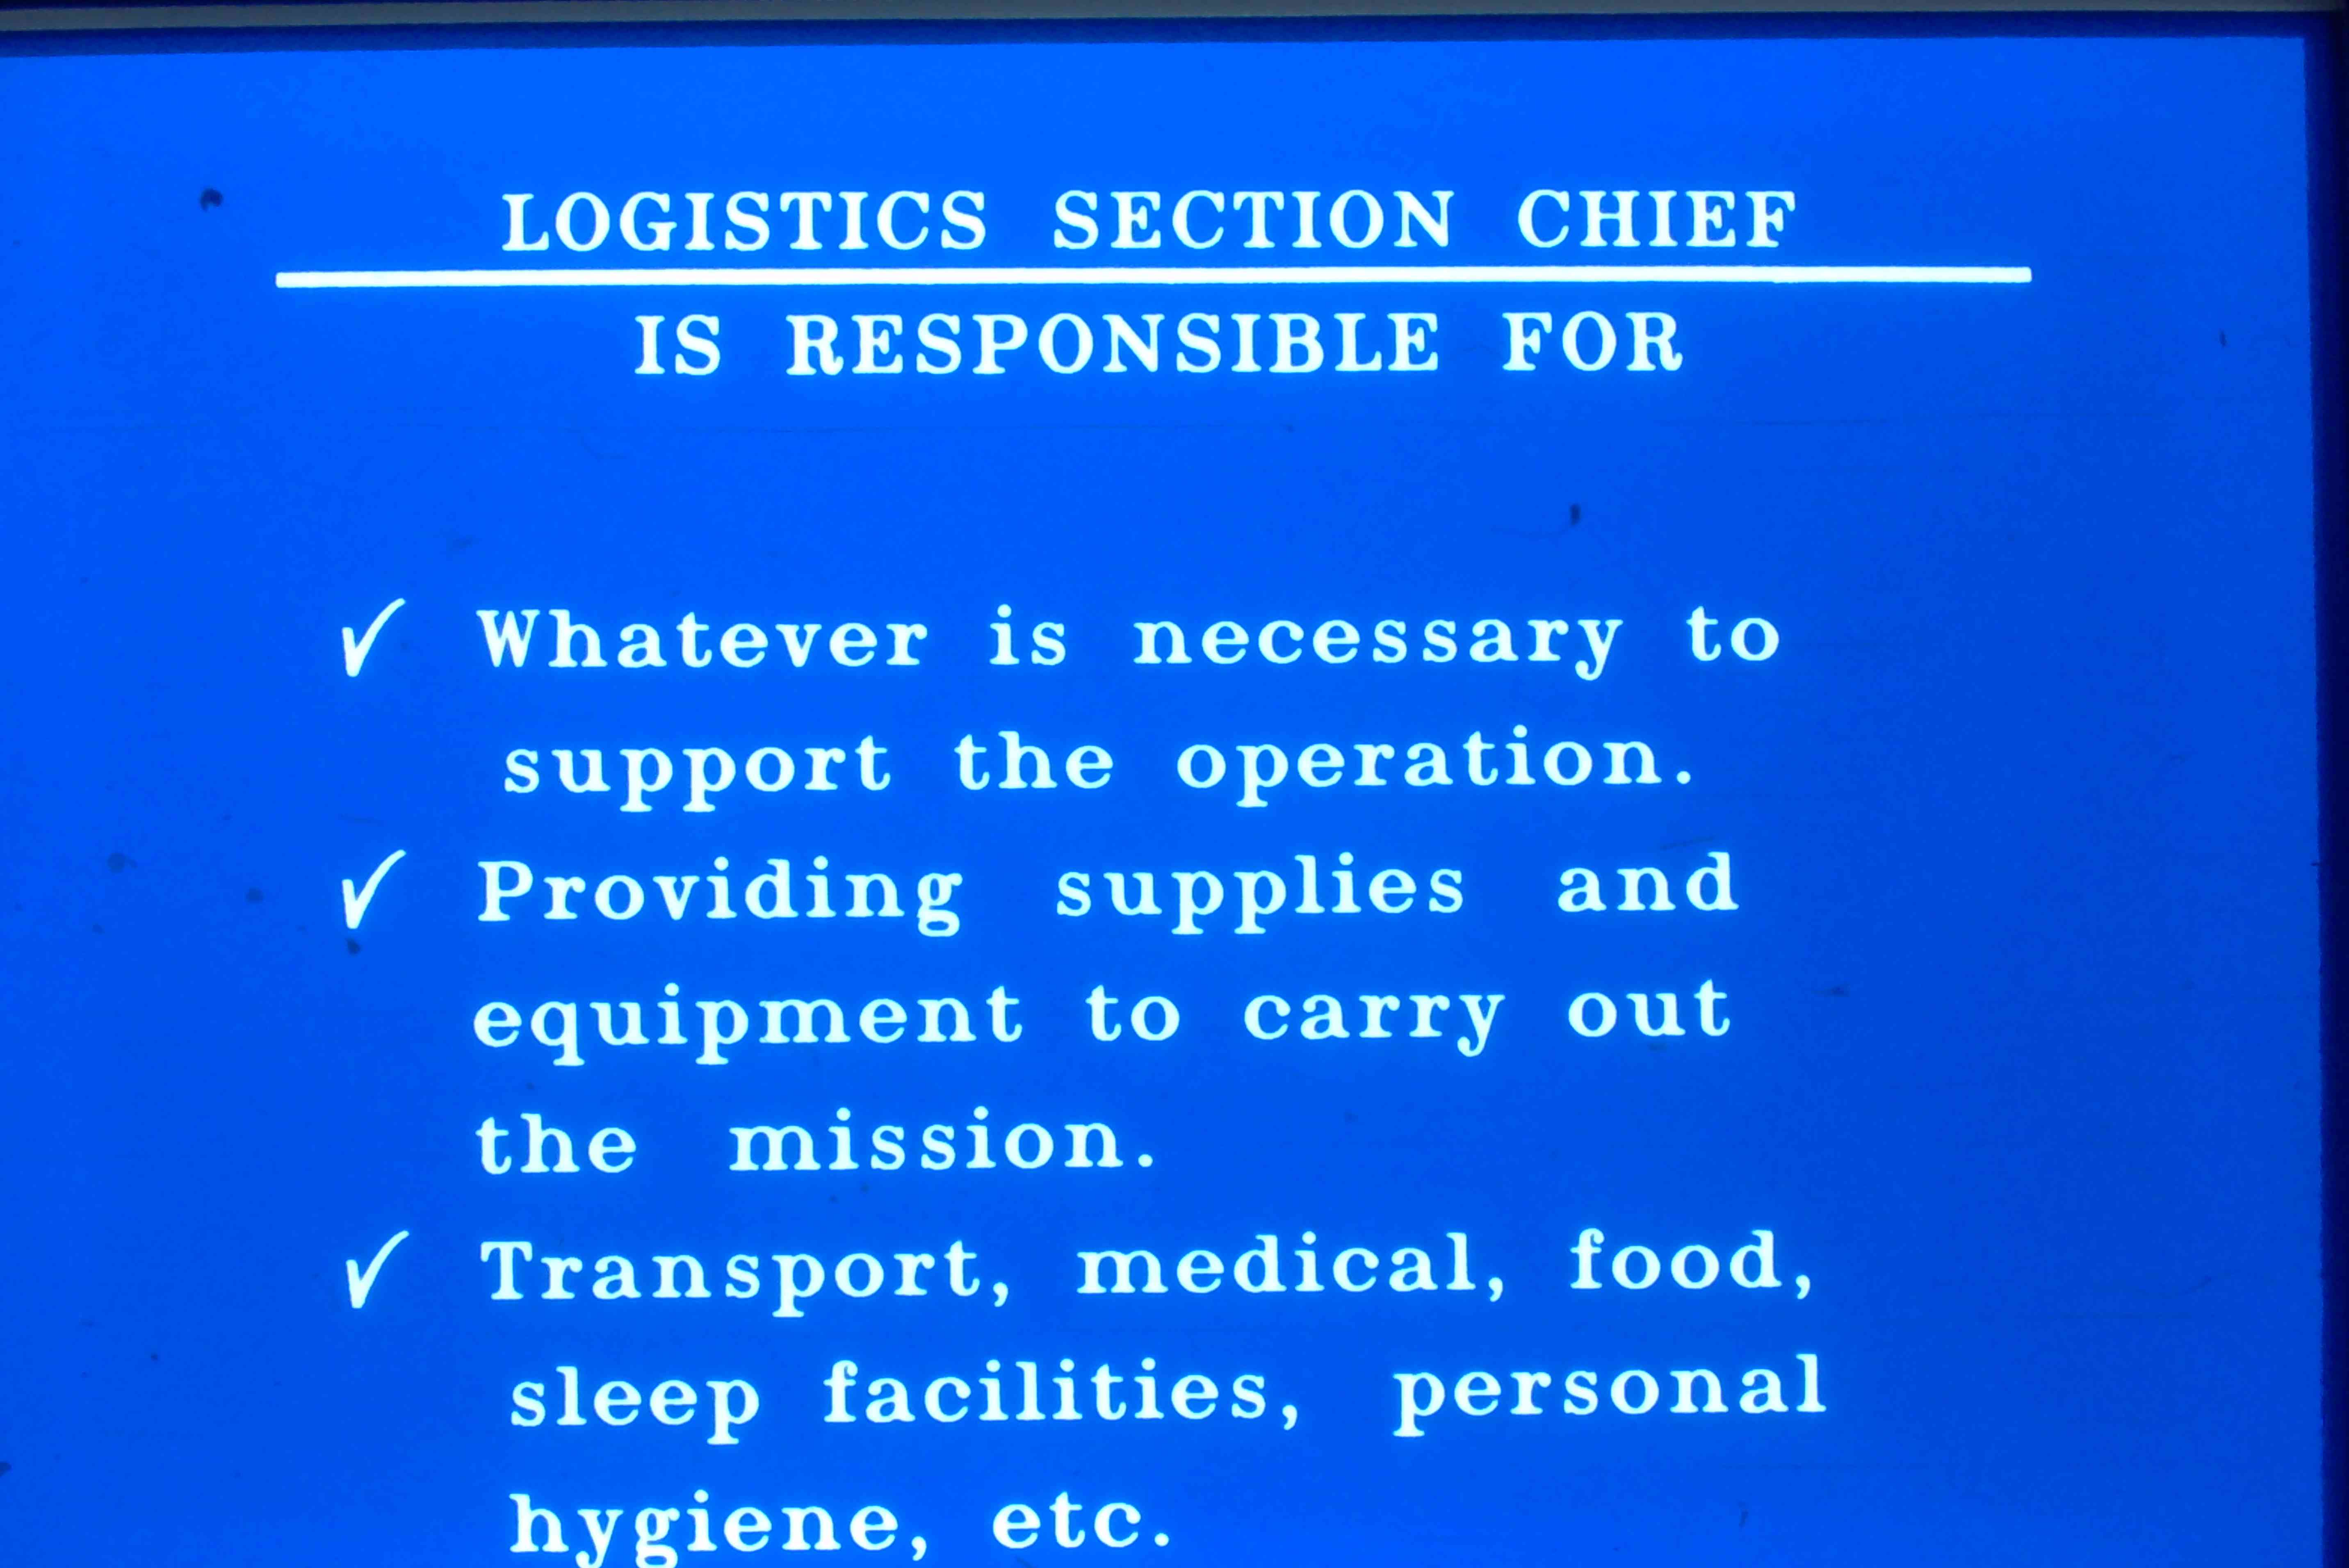 LOGISTICS SECTION CHIEF
IS RESPONSIBLE FOR
✓ Whatever is necessary to
support the operation.
✓ Providing supplies and
equipment to carry out
the mission.
✓ Transport, medical, food,
sleep facilities, personal
hygiene, etc.